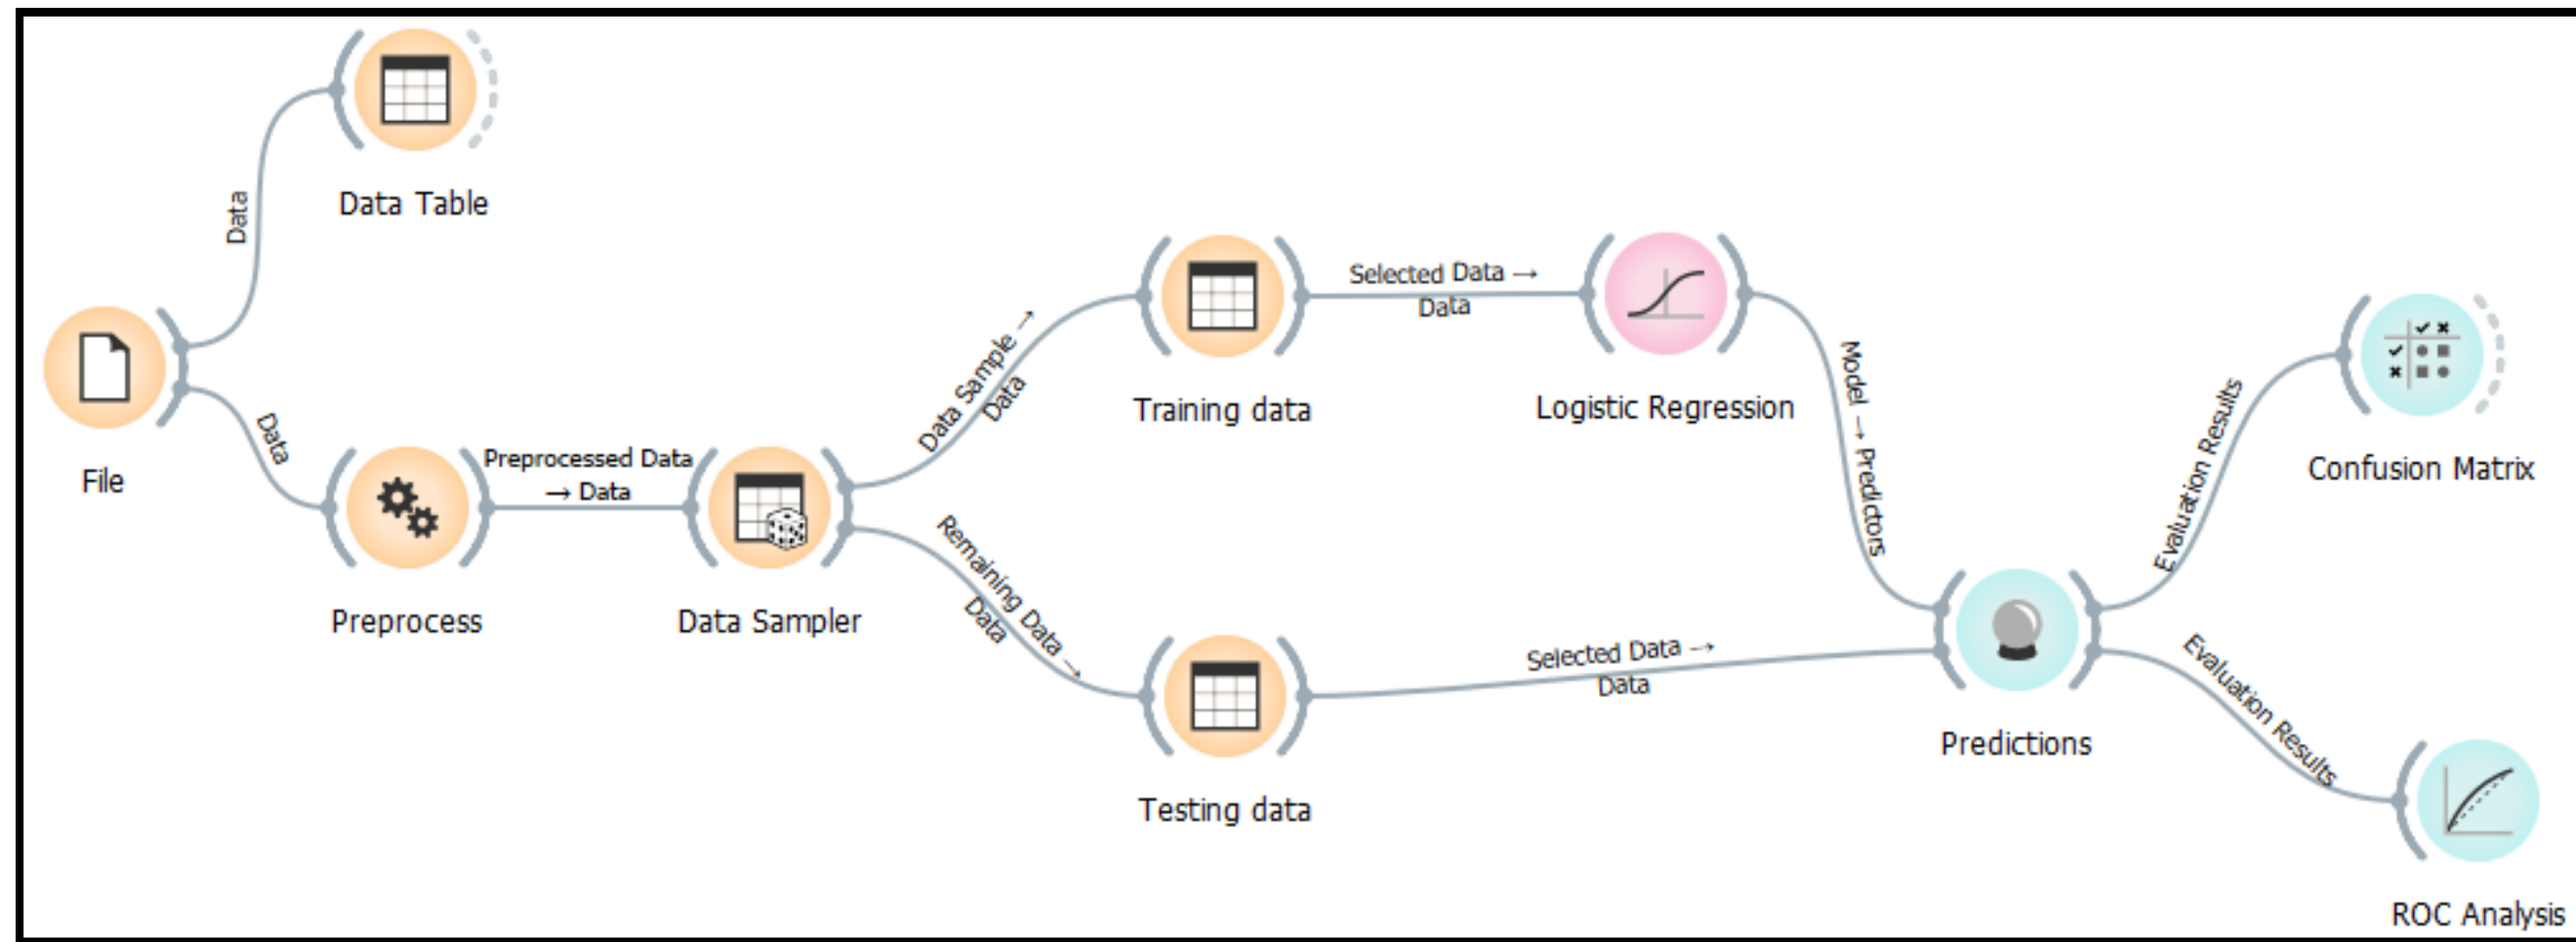 Data Table
Data
File
Data
Preprocess
Preprocessed Data
→ Data
Data Sampler
Data Sample →
Data
Remaining Data →
Data
Training data
Testing data
Selected Data →
Data
Logistic Regression
Model → Predictors
Selected Data →
Data
Predictions
Evaluation Results
Confusion Matrix
Evaluation Results
ROC Analysis